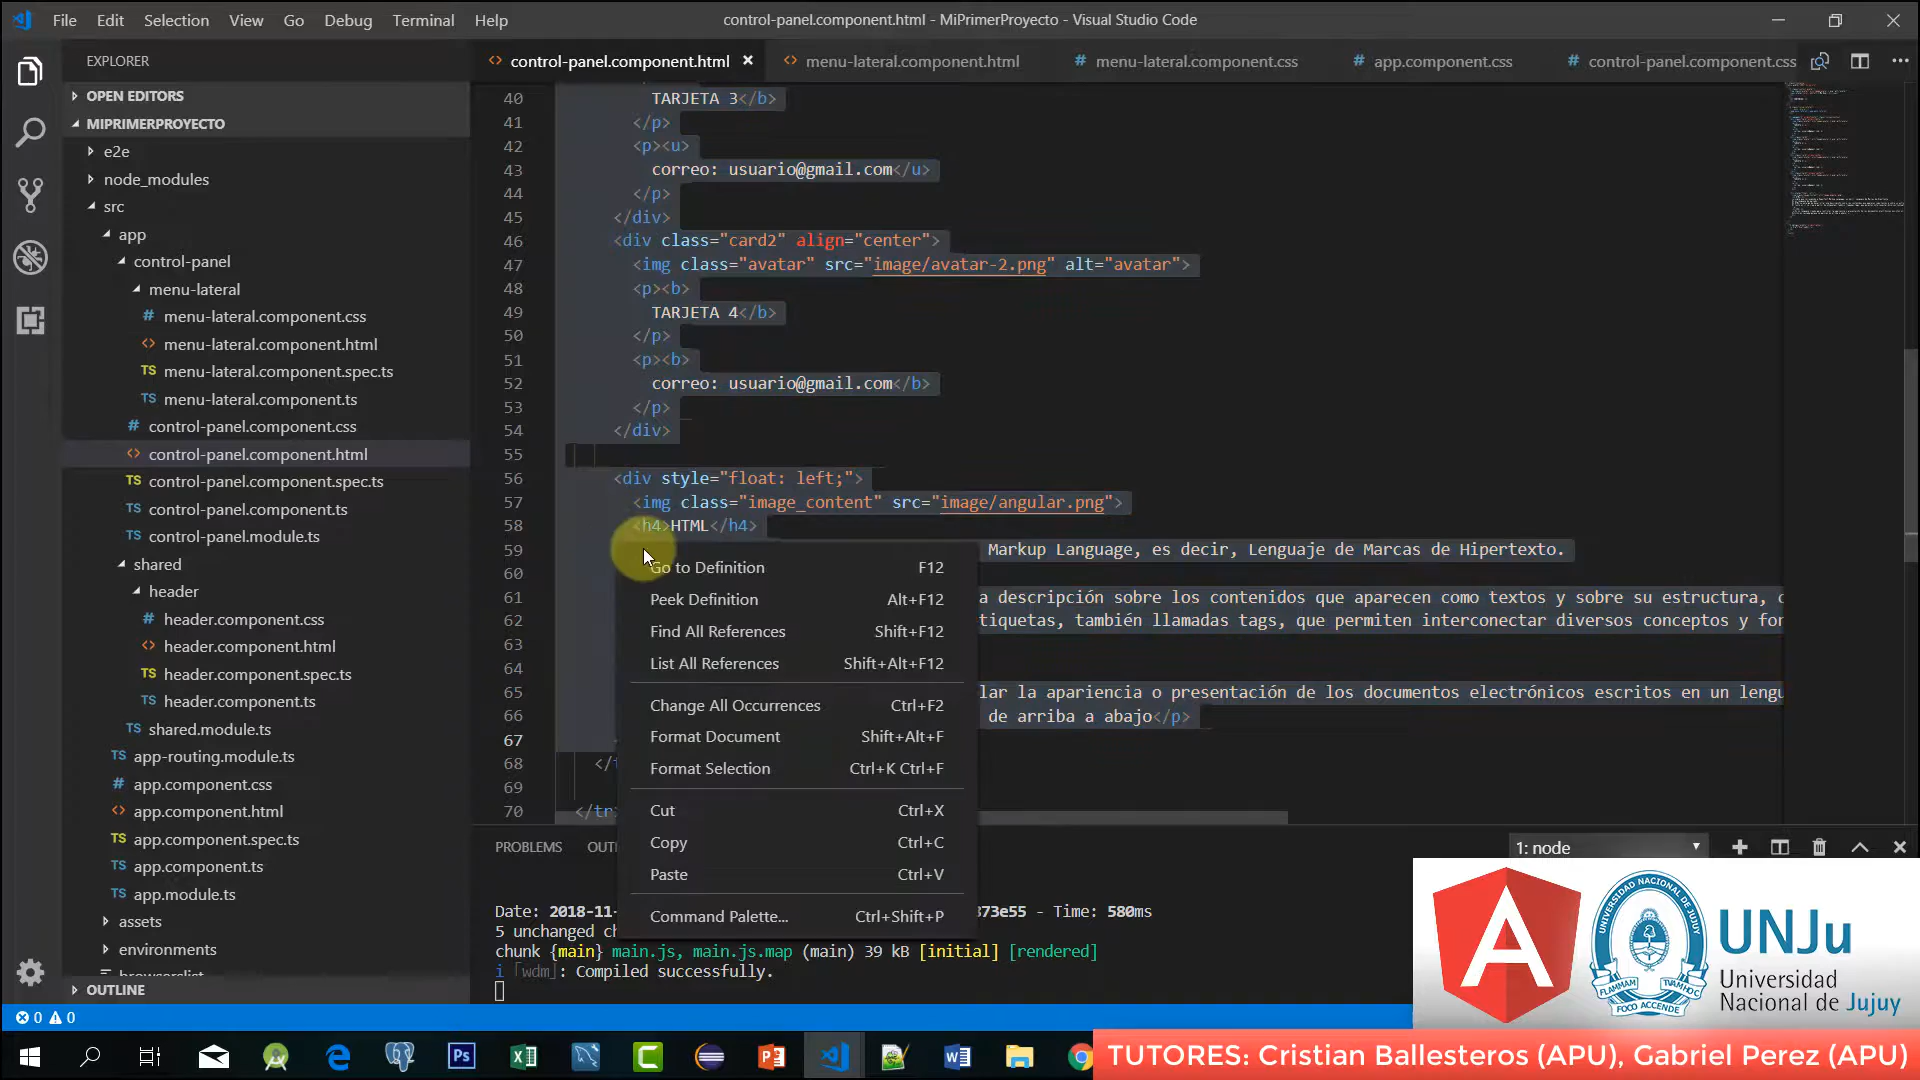 File Edit Selection View Go Debug Terminal Help
control-panel.component.html - MiPrimerProyecto - Visual Studio Code
EXPLORER
control-panel.component.html
menu-lateral.component.html
menu-lateral.component.css
app.component.css
control-panel.component.css
OPEN EDITORS
MIPRIMERPROYECTO
e2e
node_modules
src
app
control-panel
menu-lateral
menu-lateral.component.css
menu-lateral.component.html
menu-lateral.component.spec.ts
menu-lateral.component.ts
control-panel.component.css
control-panel.component.html
control-panel.component.spec.ts
control-panel.component.ts
control-panel.module.ts
shared
header
header.component.css
header.component.html
header.component.spec.ts
header.component.ts
shared.module.ts
app-routing.module.ts
app.component.css
app.component.html
app.component.spec.ts
app.component.ts
app.module.ts
assets
environments
browserslist
OUTLINE
40 TARJETA 3</b>
41 </p>
42 <p><u>
43 correo: usuario@gmail.com</u>
44 </p>
45 </div>
46 <div class="card2" align="center">
47 <img class="avatar" src="image/avatar-2.png" alt="avatar">
48 <p><b>
49 TARJETA 4</b>
50 </p>
51 <p><b>
52 correo: usuario@gmail.com</b>
53 </p>
54 </div>
55
56 <div style="float: left;">
57 <img class="image_content" src="image/angular.png">
58 <h4>HTML</h4>
59 Markup Language, es decir, Lenguaje de Marcas de Hipertexto.
60
61 a descripción sobre los contenidos que aparecen como textos y sobre su estructura,
62 tiquetas, también llamadas tags, que permiten interconectar diversos conceptos y for
63
64
65 lar la apariencia o presentación de los documentos electrónicos escritos en un lengu
66 de arriba a abajo</p>
67
68 </
69
70 </tr
Go to Definition F12
Peek Definition Alt+F12
Find All References Shift+F12
List All References Shift+Alt+F12
Change All Occurrences Ctrl+F2
Format Document Shift+Alt+F
Format Selection Ctrl+K Ctrl+F
Cut Ctrl+X
Copy Ctrl+C
Paste Ctrl+V
Command Palette... Ctrl+Shift+P
PROBLEMS OUT
1: node
Date: 2018-11- 373e55 - Time: 580ms
5 unchanged ch
chunk {main} main.js, main.js.map (main) 39 kB [initial] [rendered]
i ｢wdm｣: Compiled successfully.
0 0
UNIVERSIDAD NACIONAL DE JUJUY
FOCO ACCENDE
UNJu
Universidad
Nacional de Jujuy
TUTORES: Cristian Ballesteros (APU), Gabriel Perez (APU)